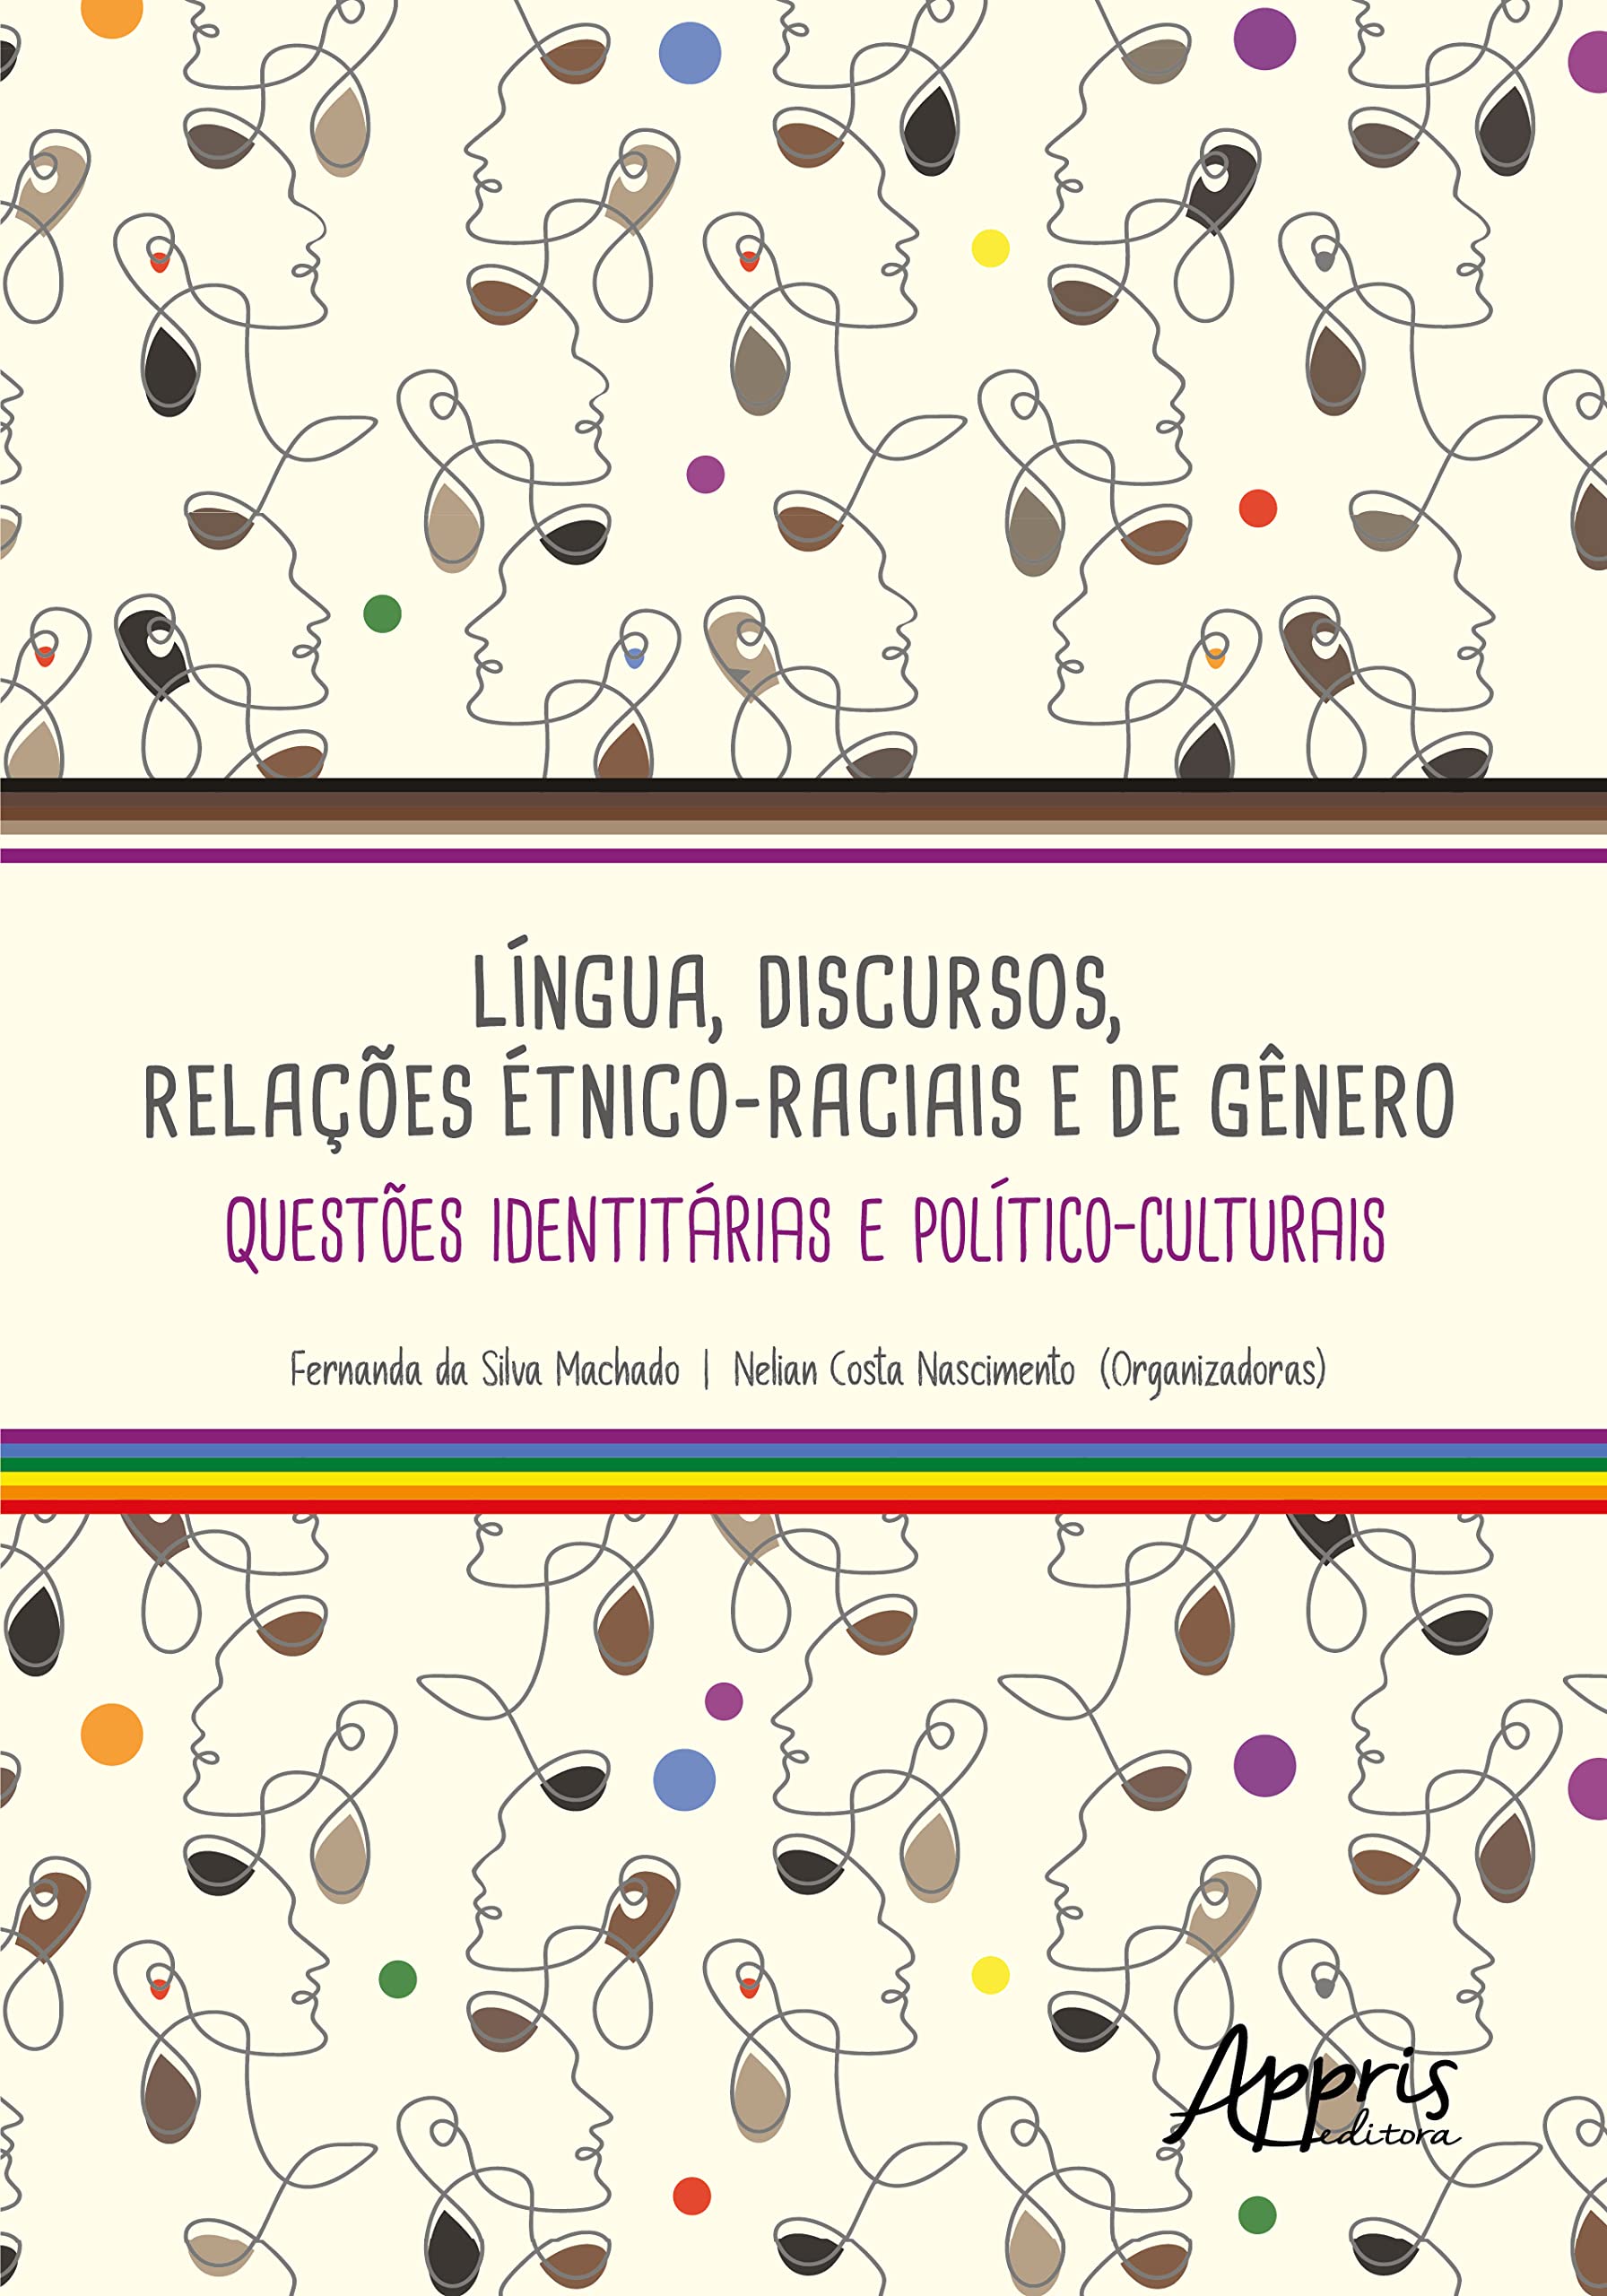 LÍNGUA, DISCURSOS,
RELAÇÕES ÉTNICO-RACIAIS E DE GÊNERO
QUESTÕES IDENTITÁRIAS E POLÍTICO-CULTURAIS
Fernanda da Silva Machado | Nelian Costa Nascimento (Organizadoras)
Appris
editora